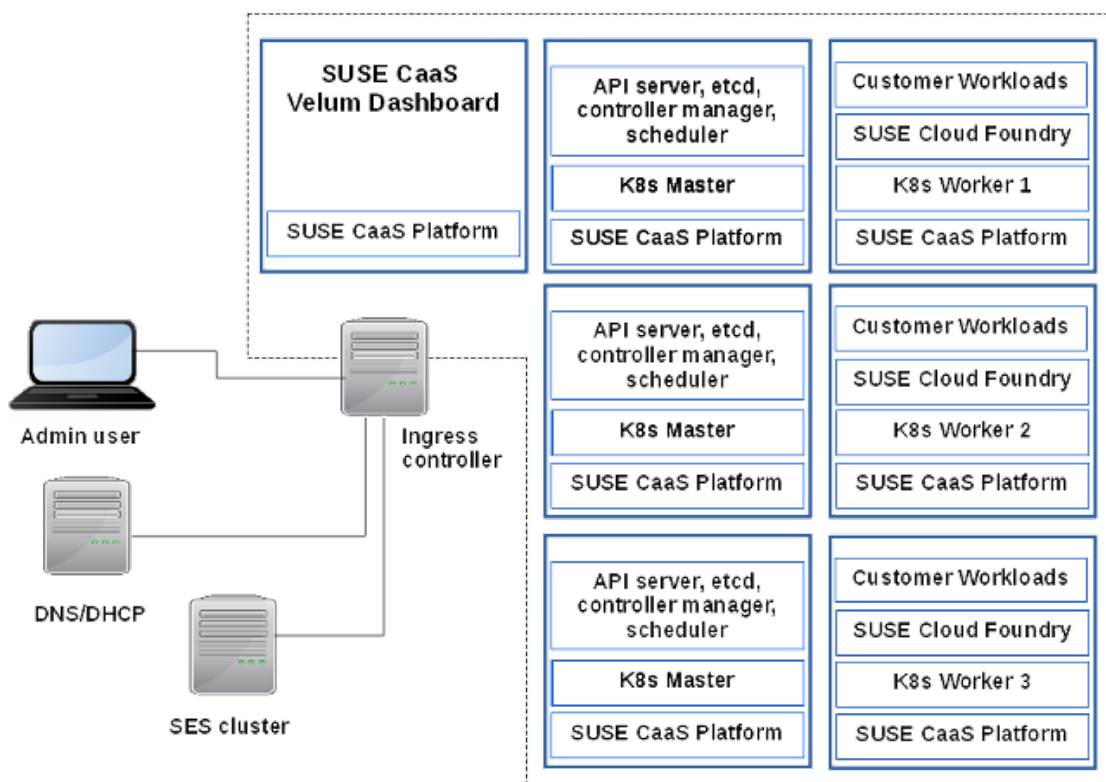 SUSE CaaS
Velum Dashboard
SUSE CaaS Platform
API server, etcd,
controller manager,
scheduler
K8s Master
SUSE CaaS Platform
Customer Workloads
SUSE Cloud Foundry
K8s Worker 1
SUSE CaaS Platform
Admin user
Ingress
controller
DNS/DHCP
SES cluster
API server, etcd,
controller manager,
scheduler
K8s Master
SUSE CaaS Platform
Customer Workloads
SUSE Cloud Foundry
K8s Worker 2
SUSE CaaS Platform
API server, etcd,
controller manager,
scheduler
K8s Master
SUSE CaaS Platform
Customer Workloads
SUSE Cloud Foundry
K8s Worker 3
SUSE CaaS Platform